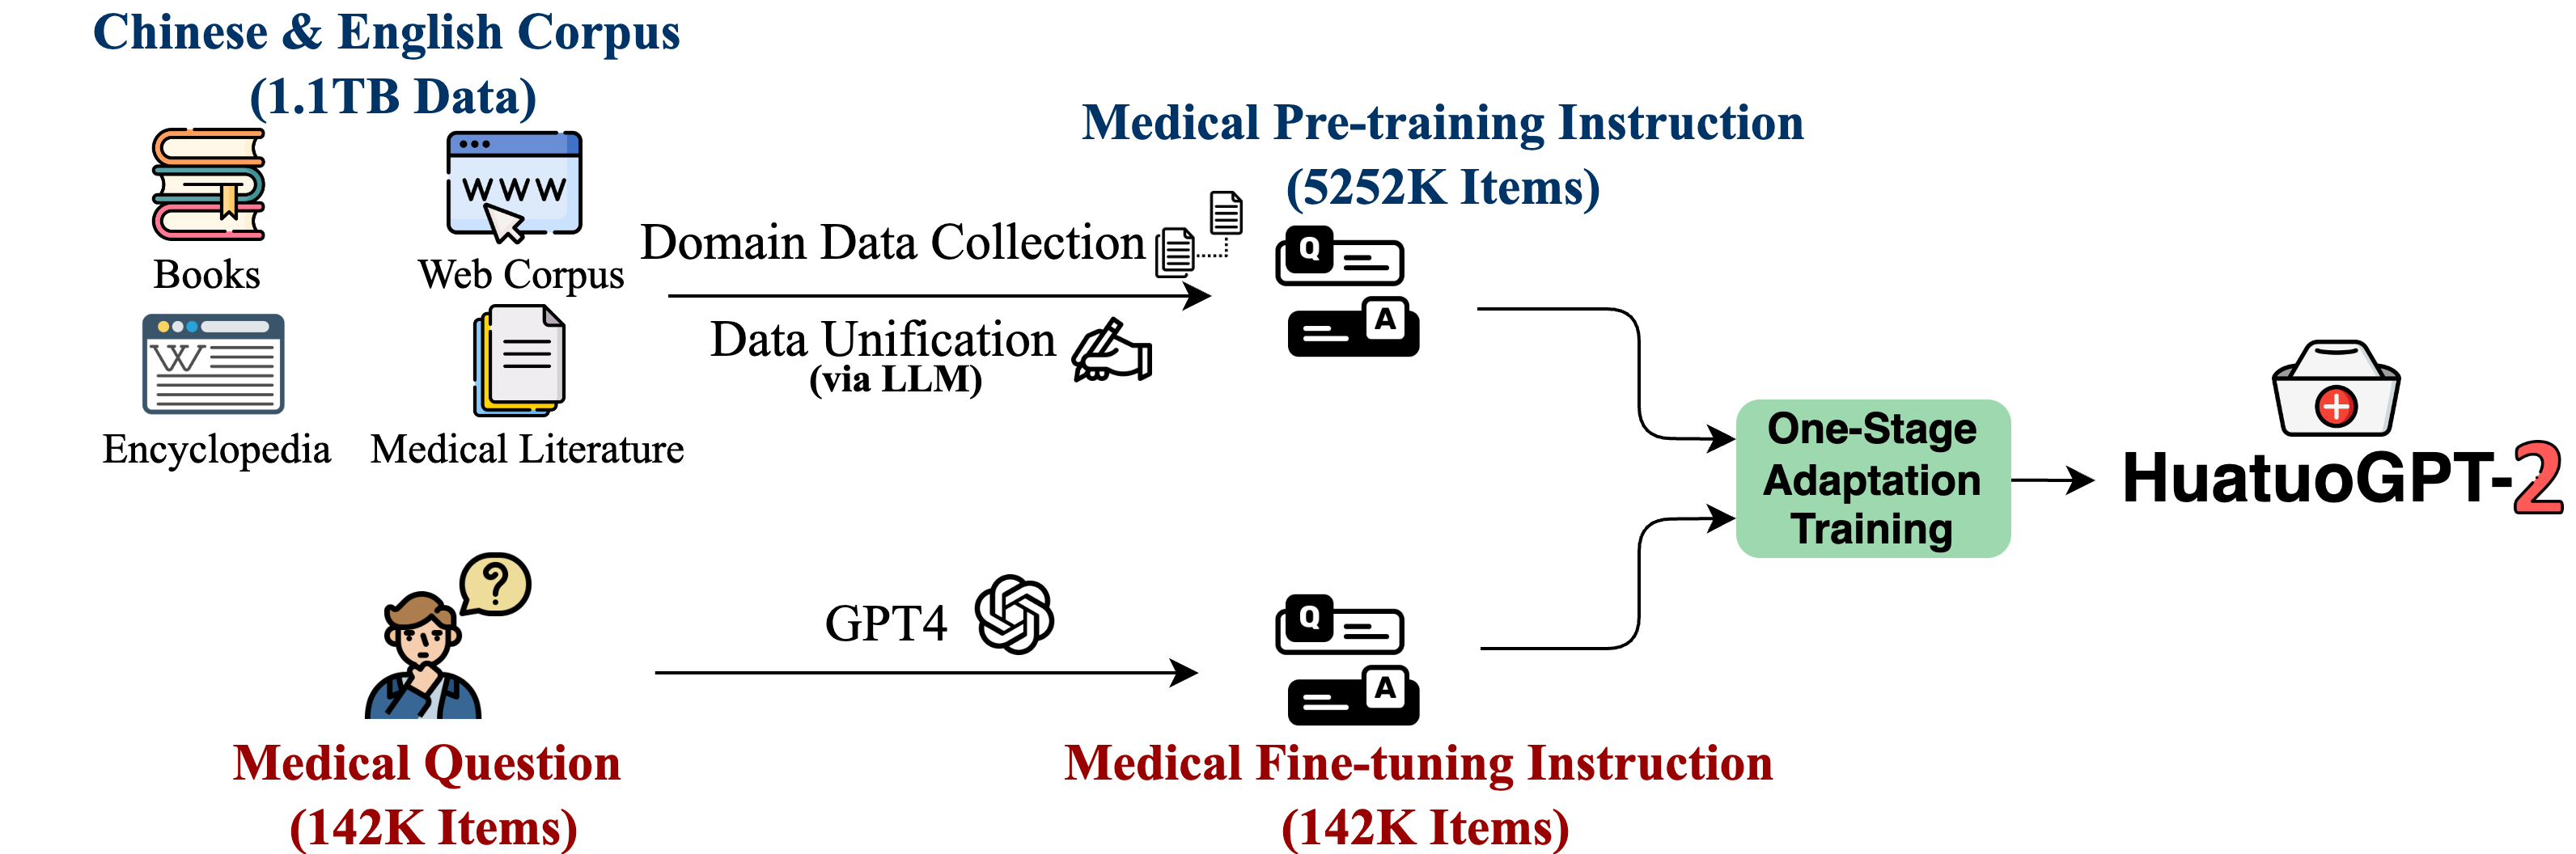 Chinese & English Corpus
(1.1TB Data)
W W W
Books
Web Corpus
W
Encyclopedia
Medical Literature
Domain Data Collection
Data Unification
(via LLM)
Medical Pre-training Instruction
(5252K Items)
Q
A
?
Medical Question
(142K Items)
GPT4
Q
A
Medical Fine-tuning Instruction
(142K Items)
One-Stage
Adaptation
Training
HuatuoGPT-2